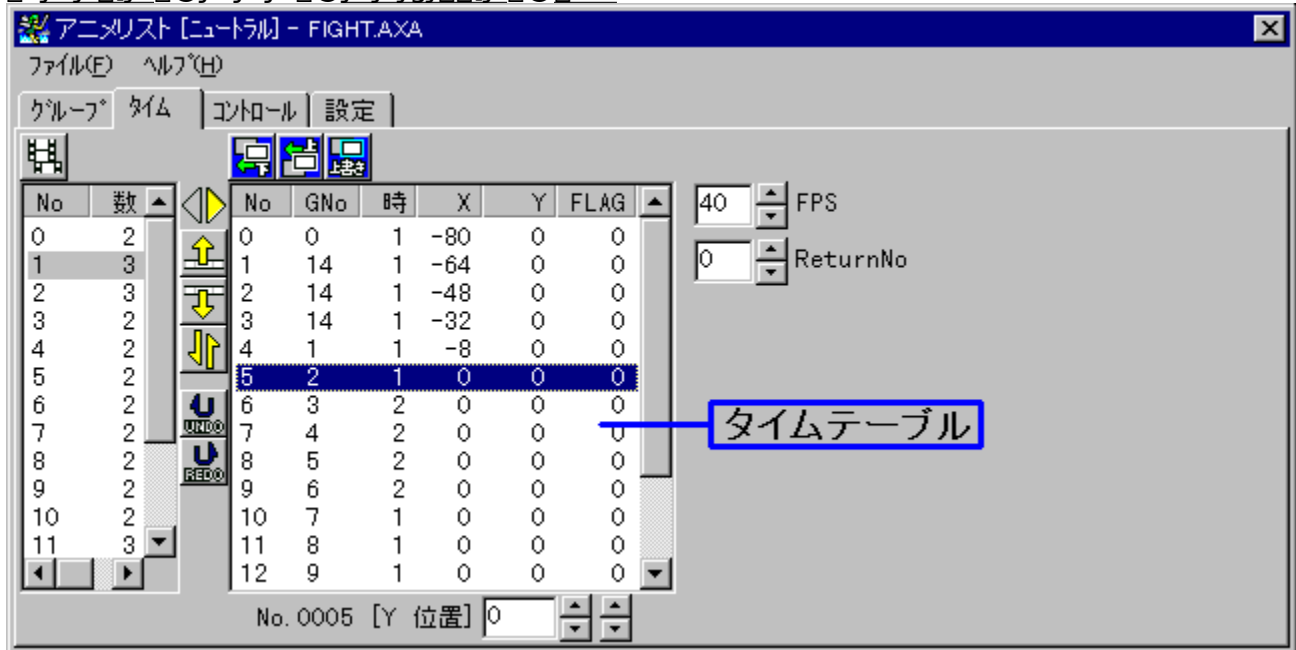 アニメリスト [ニュートラル] - FIGHT.AXA
ファイル(F) ヘルプ(H)
グループ タイム コントロール 設定
下 上 上書き
No 数 No GNo 時 X Y FLAG 40 FPS
0 2 0 0 1 -80 0 0
1 3 1 14 1 -64 0 0 0 ReturnNo
2 3 2 14 1 -48 0 0
3 2 3 14 1 -32 0 0
4 2 4 1 1 -8 0 0
5 2 5 2 1 0 0 0
6 2 UNDO 6 3 2 0 0 0 タイムテーブル
7 2 7 4 2 0 0 0
8 2 REDO 8 5 2 0 0 0
9 2 9 6 2 0 0 0
10 2 10 7 1 0 0 0
11 3 11 8 1 0 0 0
12 9 1 0 0 0
No.0005 [Y 位置] 0